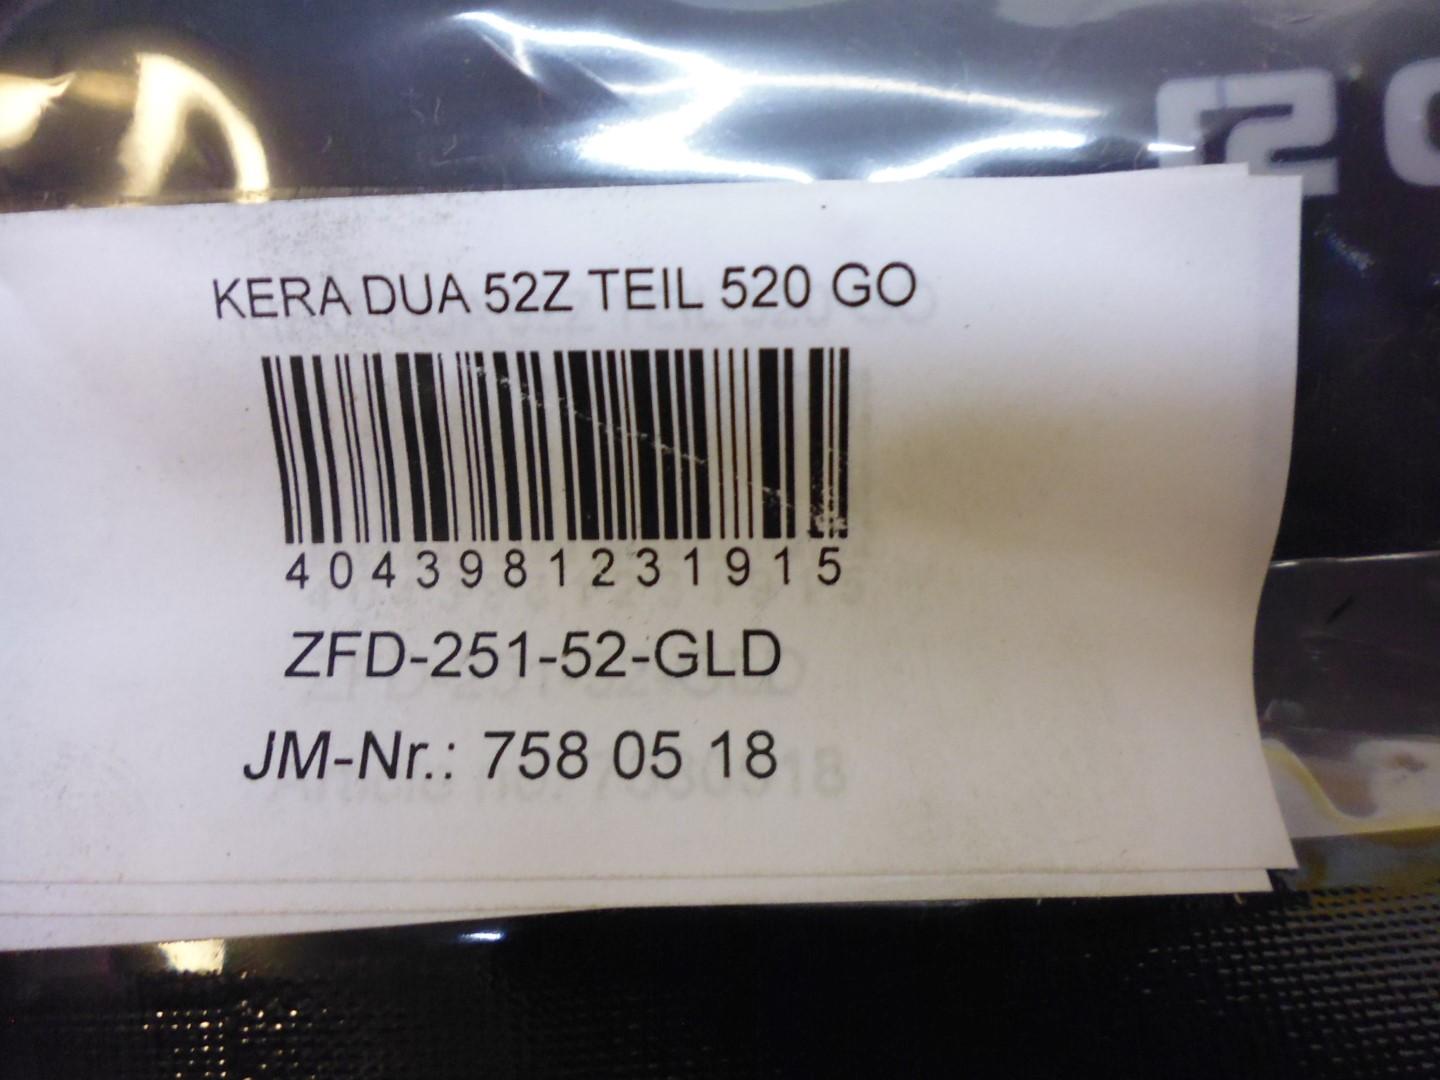 KERA DUA 52Z TEIL 520 GO
4043981231915
ZFD-251-52-GLD
JM-Nr.: 758 05 18